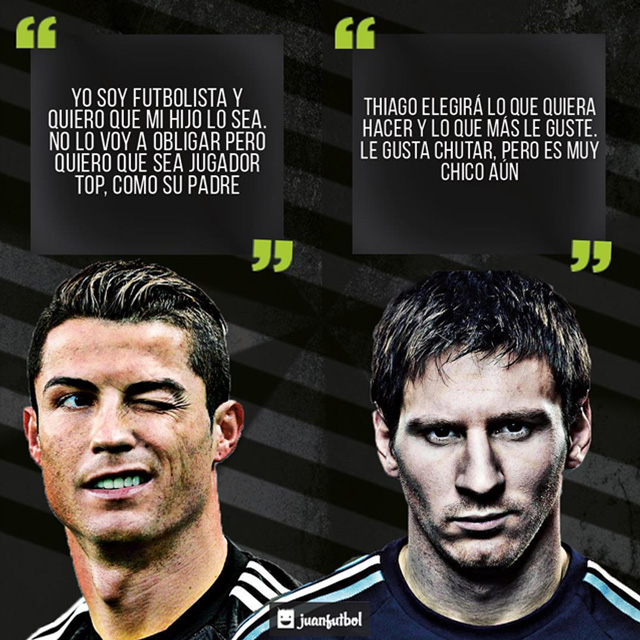 YO SOY FUTBOLISTA Y
QUIERO QUE MI HIJO LO SEA.
NO LO VOY A OBLIGAR PERO
QUIERO QUE SEA JUGADOR
TOP, COMO SU PADRE
THIAGO ELEGIRÁ LO QUE QUIERA
HACER Y LO QUE MÁS LE GUSTE.
LE GUSTA CHUTAR, PERO ES MUY
CHICO AÚN
juanfutbol